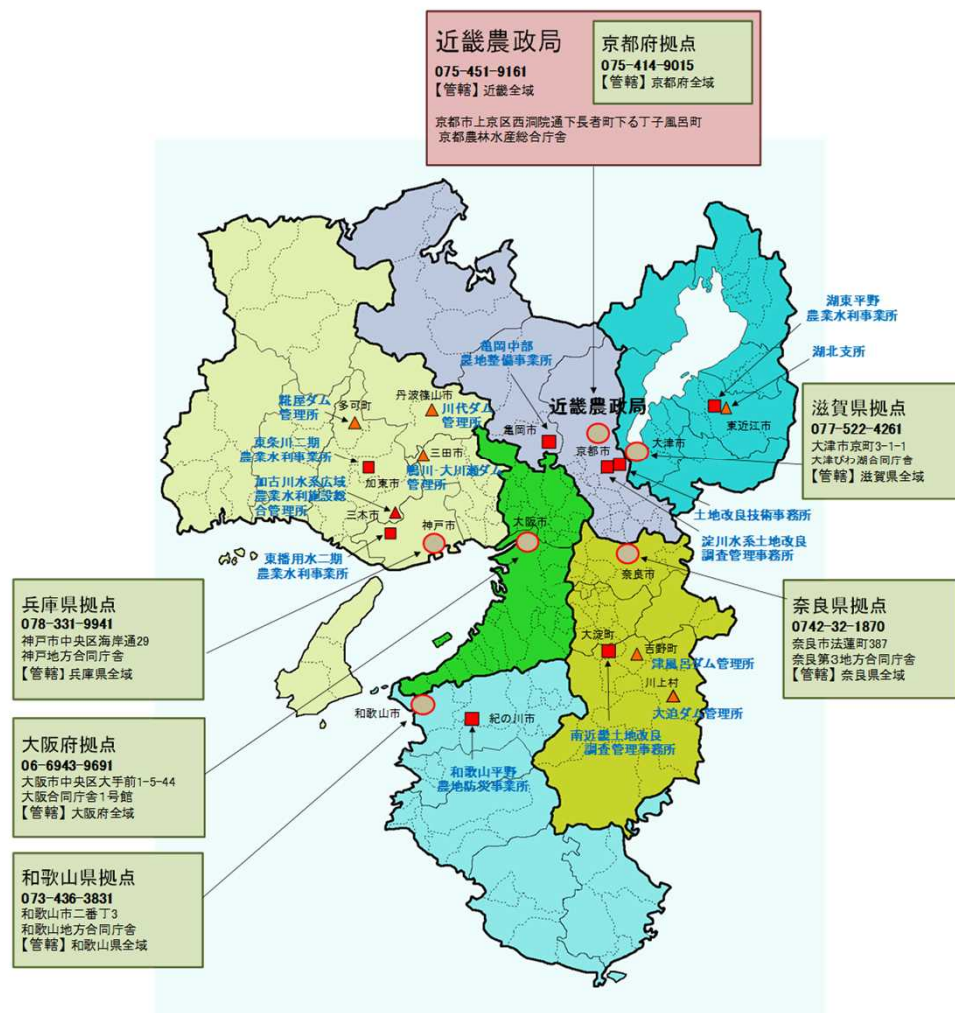 近畿農政局
075-451-9161
【管轄】近畿全域
京都市上京区西洞院通下長者町下る丁子風呂町
京都農林水産総合庁舎
京都府拠点
075-414-9015
【管轄】京都府全域
湖東平野
農業水利事業所
湖北支所
東近江市
亀岡中部
農地整備事業所
近畿農政局
亀岡市
京都市
大津市
滋賀県拠点
077-522-4261
大津市京町3-1-1
大津びわ湖合同庁舎
【管轄】滋賀県全域
丹波篠山市
川代ダム
管理所
糀屋ダム
管理所
多可町
三田市
鴨川・大川瀬ダム
管理所
東条川二期
農業水利事業所
加東市
加古川水系広域
農業水利施設総
合管理所
三木市
神戸市
大阪市
東播用水二期
農業水利事業所
土地改良技術事務所
淀川水系土地改良
調査管理事務所
奈良市
兵庫県拠点
078-331-9941
神戸市中央区海岸通29
神戸地方合同庁舎
【管轄】兵庫県全域
奈良県拠点
0742-32-1870
奈良市法蓮町387
奈良第3地方合同庁舎
【管轄】奈良県全域
大淀町
吉野町
津風呂ダム管理所
川上村
大迫ダム管理所
南近畿土地改良
調査管理事務所
和歌山市
紀の川市
和歌山平野
農地防災事業所
大阪府拠点
06-6943-9691
大阪市中央区大手前1-5-44
大阪合同庁舎1号館
【管轄】大阪府全域
和歌山県拠点
073-436-3831
和歌山市二番丁3
和歌山地方合同庁舎
【管轄】和歌山県全域